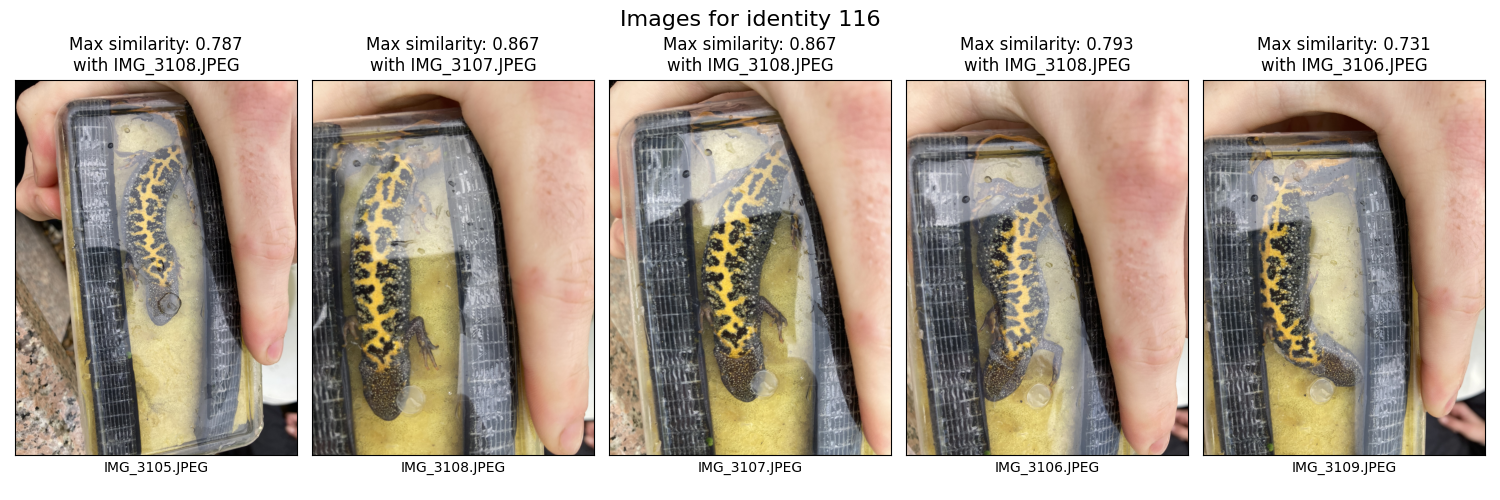 Images for identity 116
Max similarity: 0.787
with IMG_3108.JPEG
Max similarity: 0.867
with IMG_3107.JPEG
Max similarity: 0.867
with IMG_3108.JPEG
Max similarity: 0.793
with IMG_3108.JPEG
Max similarity: 0.731
with IMG_3106.JPEG
IMG_3105.JPEG
IMG_3108.JPEG
IMG_3107.JPEG
IMG_3106.JPEG
IMG_3109.JPEG